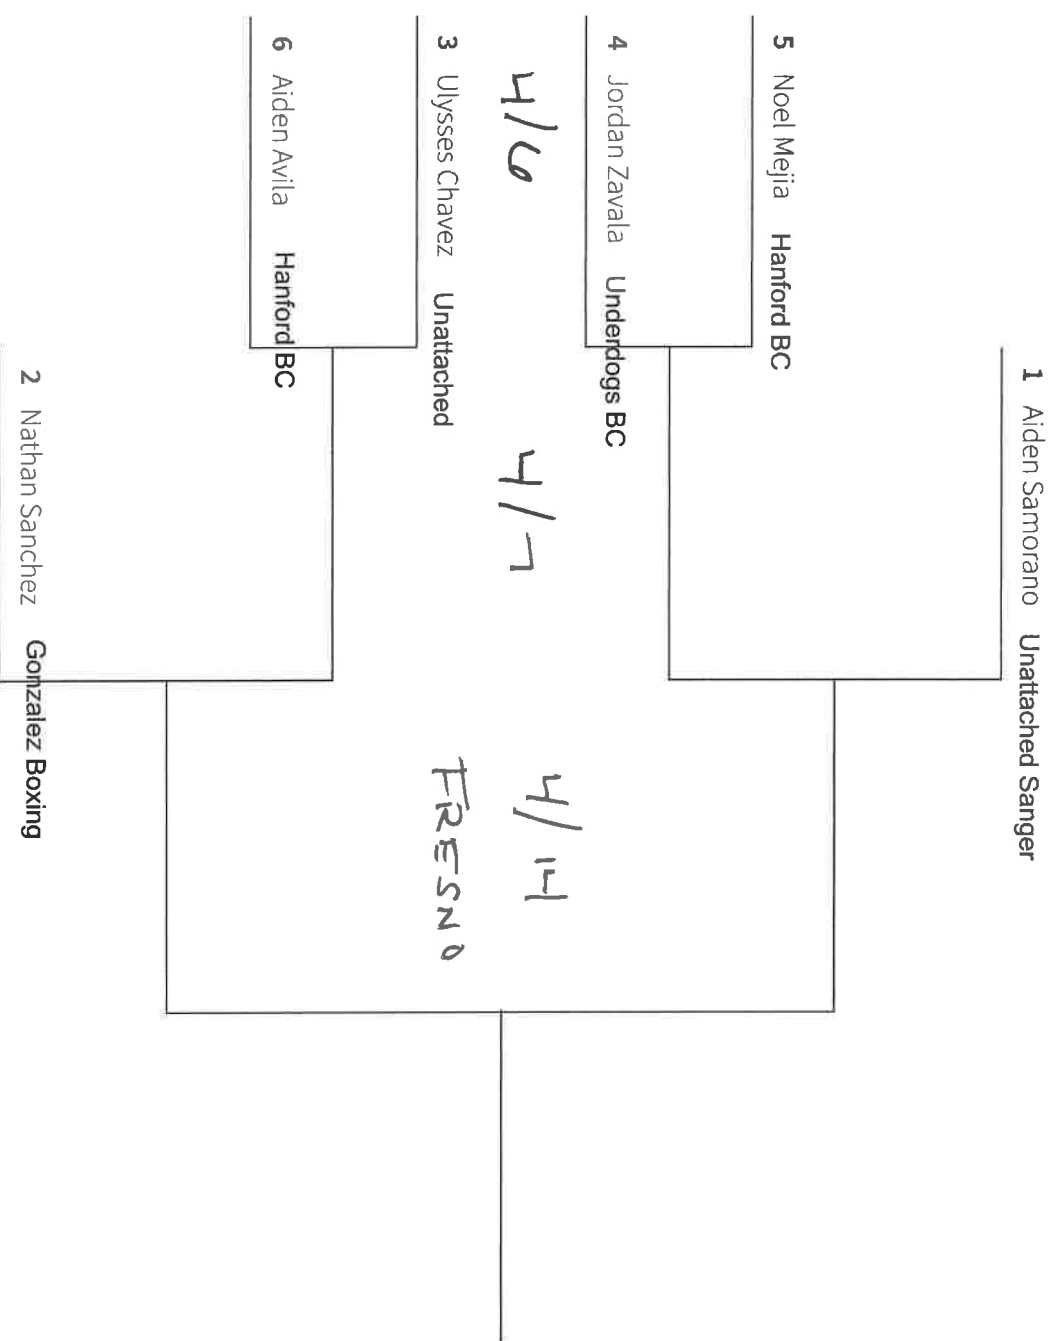 1 Aiden Samorano Unattached Sanger
5 Noel Mejia Hanford BC
4 Jordan Zavala Underdogs BC
4/6 4/7 4/14
FRESNO
3 Ulysses Chavez Unattached
6 Aiden Avila Hanford BC
2 Nathan Sanchez Gonzalez Boxing